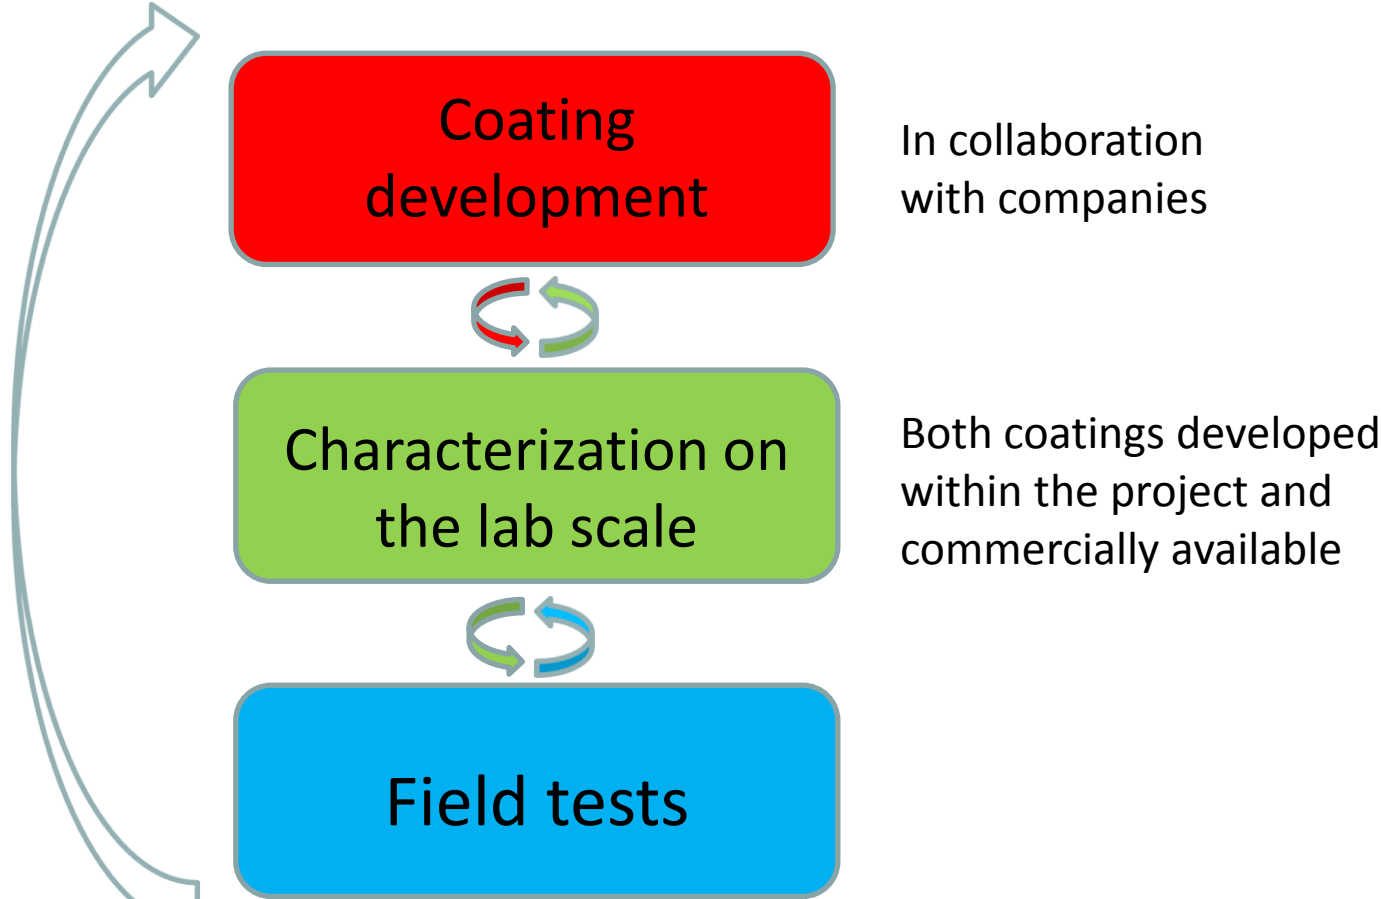 Coating
development
In collaboration
with companies
Characterization on
the lab scale
Both coatings developed
within the project and
commercially available
Field tests